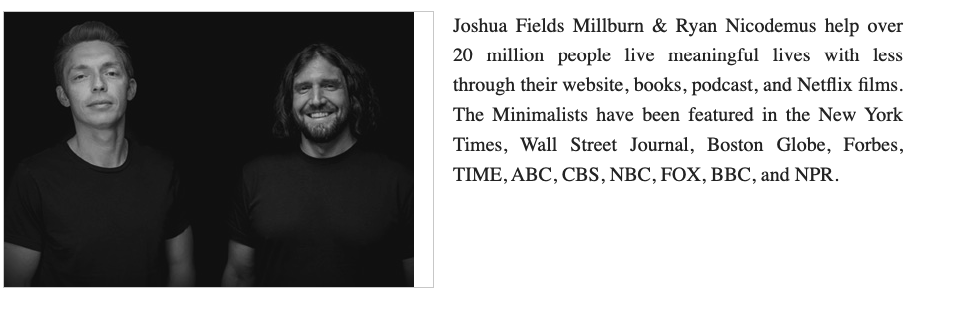 Joshua Fields Millburn & Ryan Nicodemus help over
20 million people live meaningful lives with less
through their website, books, podcast, and Netflix films.
The Minimalists have been featured in the New York
Times, Wall Street Journal, Boston Globe, Forbes,
TIME, ABC, CBS, NBC, FOX, BBC, and NPR.